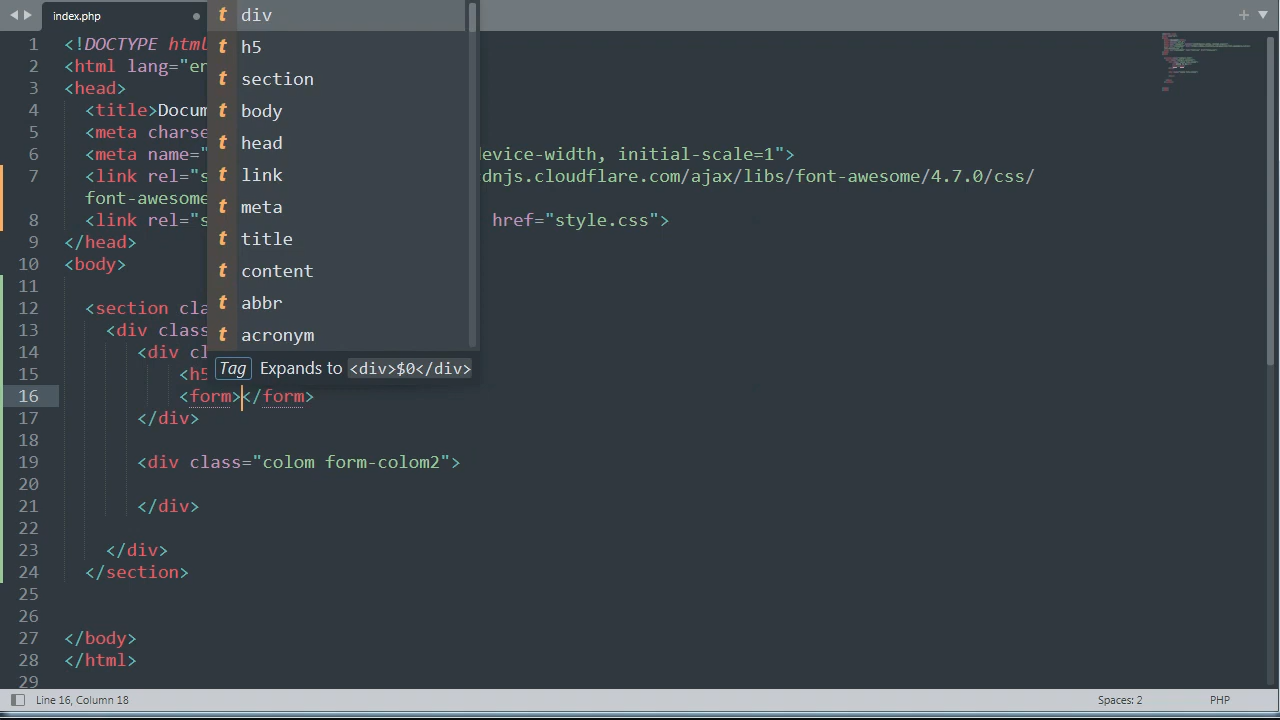 index.php
1 <!DOCTYPE html
2 <html lang="en
3 <head>
4 <title>Docum
5 <meta charse
6 <meta name=" device-width, initial-scale=1">
7 <link rel="s dnjs.cloudflare.com/ajax/libs/font-awesome/4.7.0/css/
font-awesome
8 <link rel="s href="style.css">
9 </head>
10 <body>
11
12 <section cla
13 <div class
14 <div cl
15 <h5
16 <form></form>
17 </div>
18
19 <div class="colom form-colom2">
20
21 </div>
22
23 </div>
24 </section>
25
26
27 </body>
28 </html>
29
t div
t h5
t section
t body
t head
t link
t meta
t title
t content
t abbr
t acronym
Tag Expands to <div>$0</div>
Line 16, Column 18
Spaces: 2
PHP